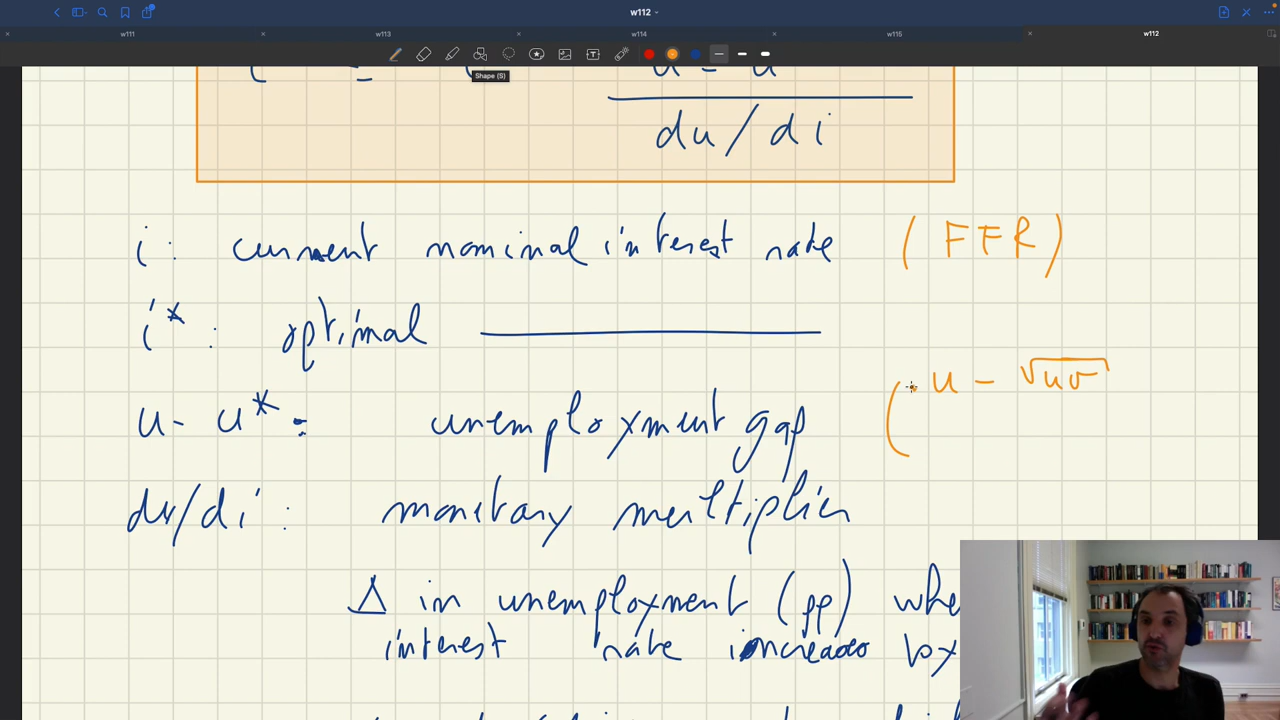 w112
w111 w113 w114 w115 w112
Shape (S)
du/di
i: current nominal interest rate (FFR)
i*: optimal
u - u*: unemployment gap (u - √uv
du/di: monetary multiplier
Δ in unemployment (pp) whe
interest rate increases by